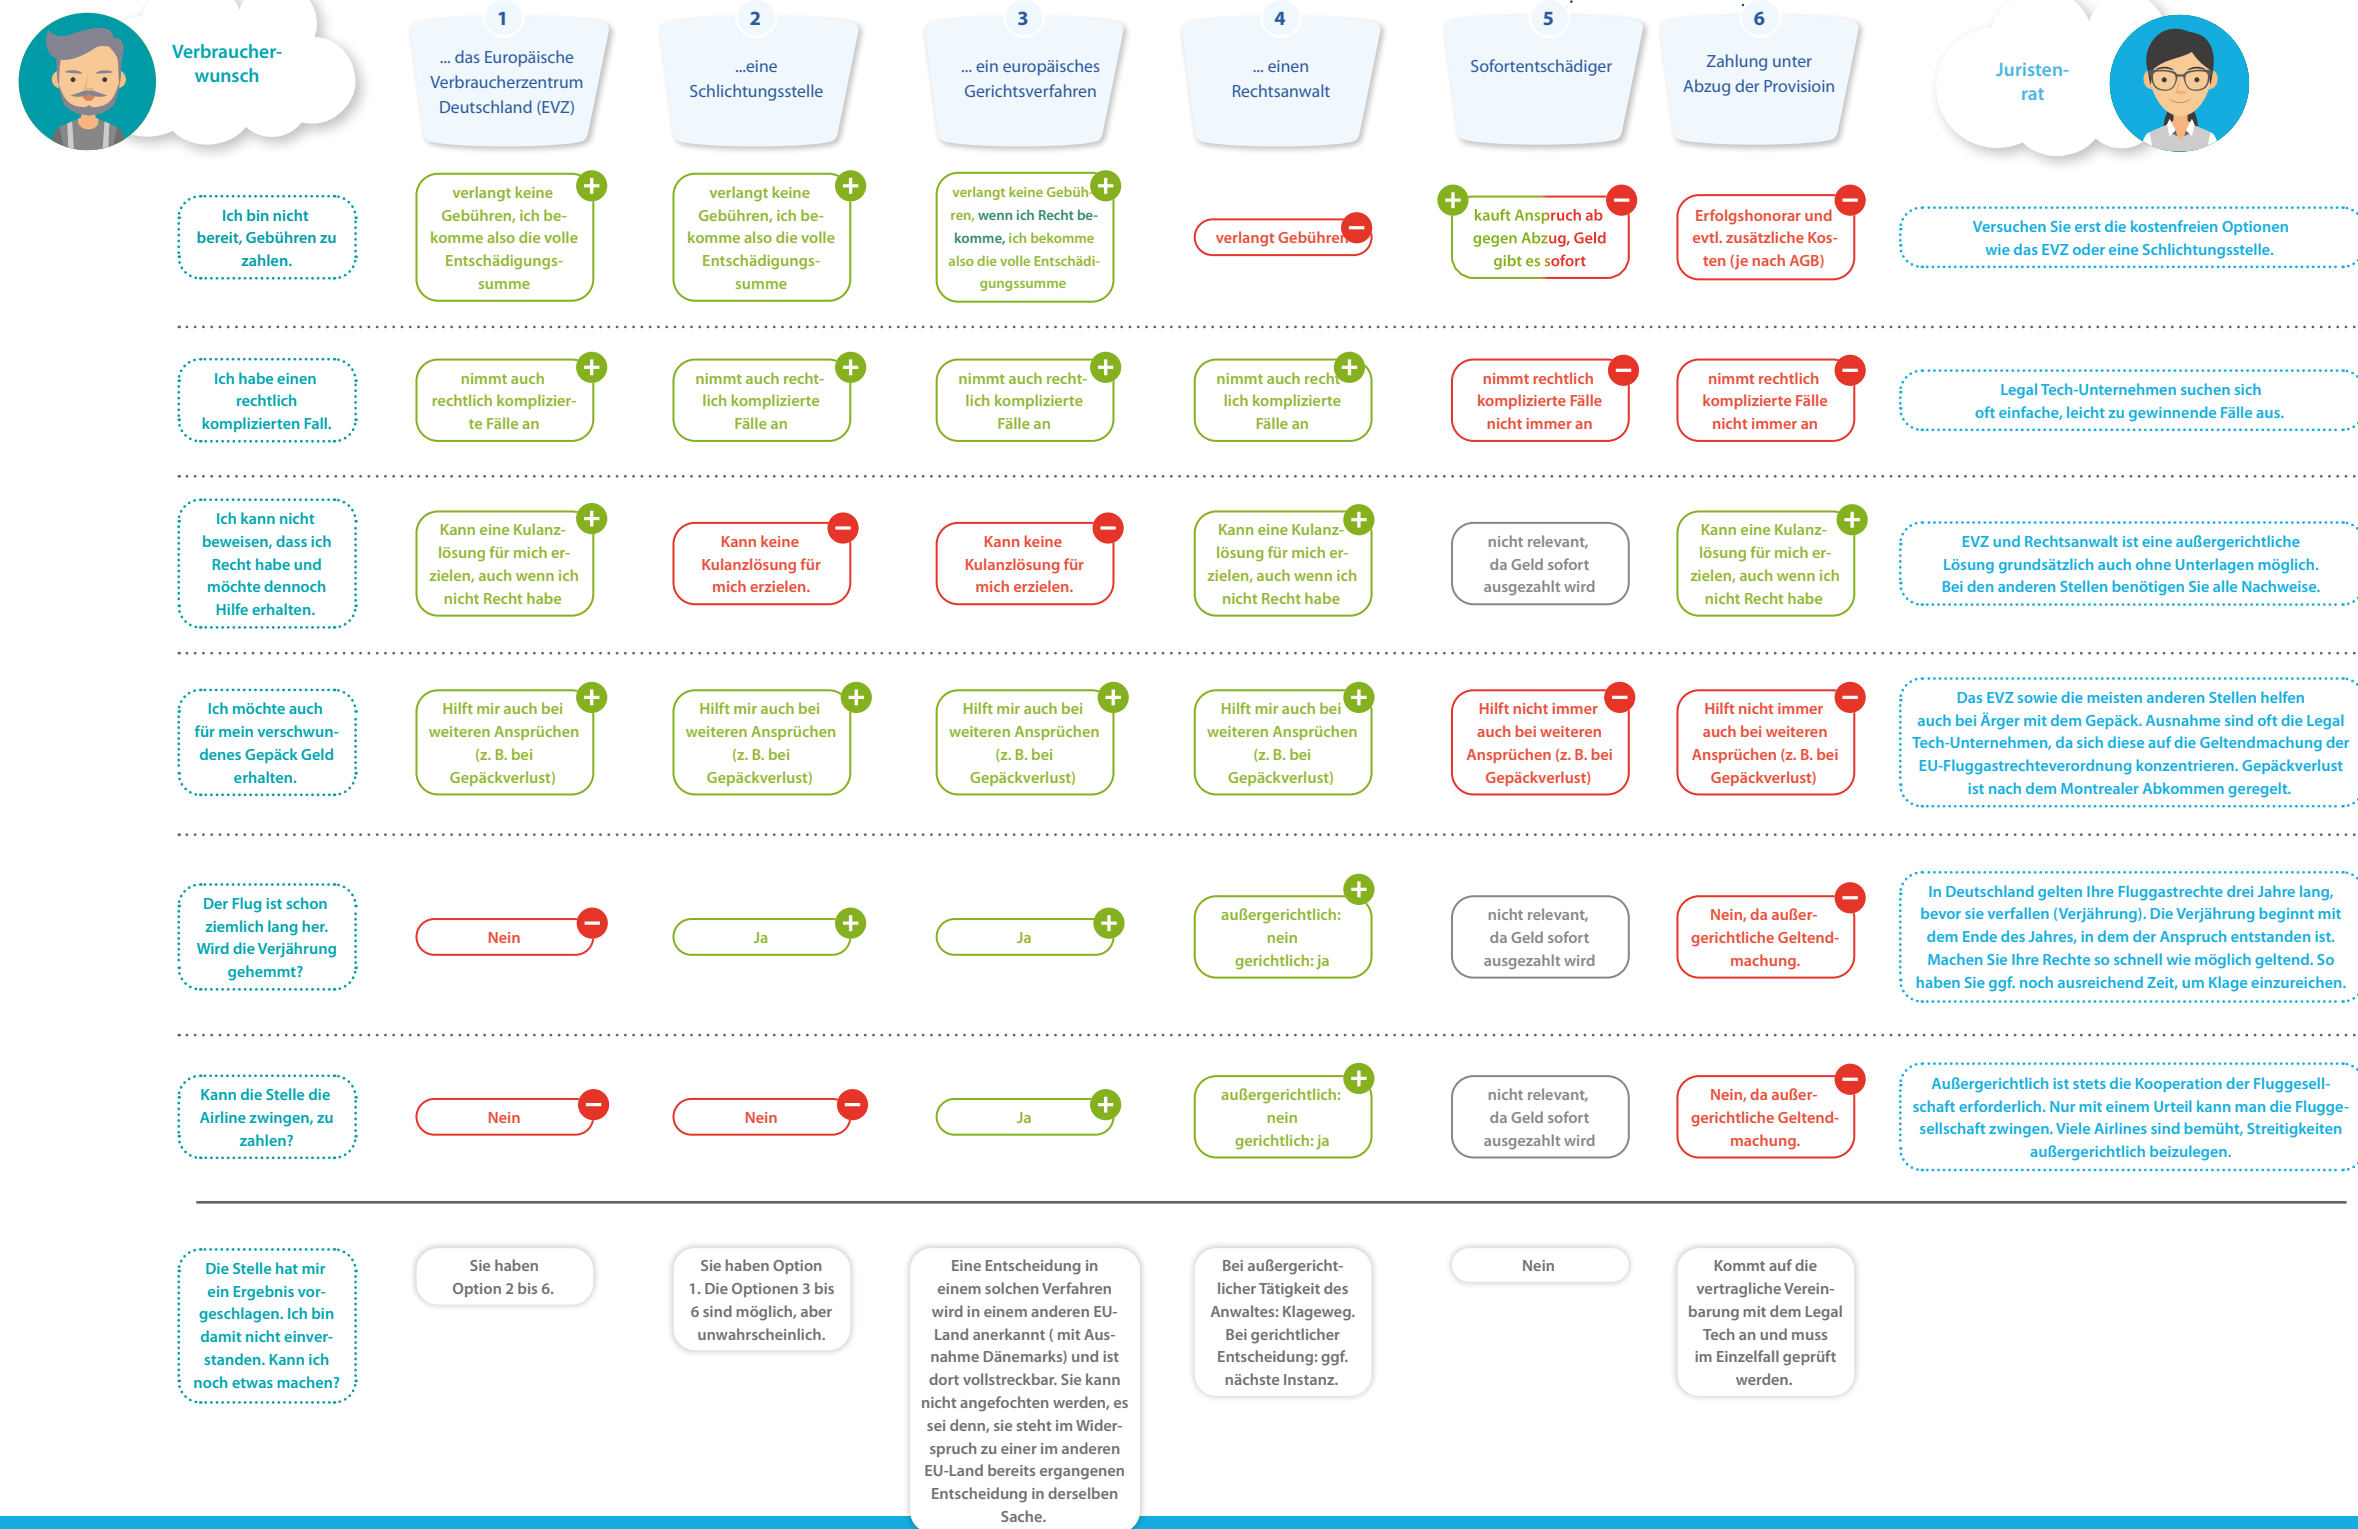 Verbraucher-
wunsch
1
... das Europäische
Verbraucherzentrum
Deutschland (EVZ)
2
...eine
Schlichtungsstelle
3
... ein europäisches
Gerichtsverfahren
4
... einen
Rechtsanwalt
5
Sofortentschädiger
6
Zahlung unter
Abzug der Provisioin
Juristen-
rat
Ich bin nicht
bereit, Gebühren zu
zahlen.
verlangt keine
Gebühren, ich be-
komme also die volle
Entschädigungs-
summe
verlangt keine
Gebühren, ich be-
komme also die volle
Entschädigungs-
summe
verlangt keine Gebüh-
ren, wenn ich Recht be-
komme, ich bekomme
also die volle Entschädi-
gungssumme
verlangt Gebühren
kauft Anspruch ab
gegen Abzug, Geld
gibt es sofort
Erfolgshonorar und
evtl. zusätzliche Kos-
ten (je nach AGB)
Versuchen Sie erst die kostenfreien Optionen
wie das EVZ oder eine Schlichtungsstelle.
Ich habe einen
rechtlich
komplizierten Fall.
nimmt auch
rechtlich komplizier-
te Fälle an
nimmt auch recht-
lich komplizierte
Fälle an
nimmt auch recht-
lich komplizierte
Fälle an
nimmt auch recht
lich komplizierte
Fälle an
nimmt rechtlich
komplizierte Fälle
nicht immer an
nimmt rechtlich
komplizierte Fälle
nicht immer an
Legal Tech-Unternehmen suchen sich
oft einfache, leicht zu gewinnende Fälle aus.
Ich kann nicht
beweisen, dass ich
Recht habe und
möchte dennoch
Hilfe erhalten.
Kann eine Kulanz-
lösung für mich er-
zielen, auch wenn ich
nicht Recht habe
Kann keine
Kulanzlösung für
mich erzielen.
Kann keine
Kulanzlösung für
mich erzielen.
Kann eine Kulanz-
lösung für mich er-
zielen, auch wenn ich
nicht Recht habe
nicht relevant,
da Geld sofort
ausgezahlt wird
Kann eine Kulanz-
lösung für mich er-
zielen, auch wenn ich
nicht Recht habe
EVZ und Rechtsanwalt ist eine außergerichtliche
Lösung grundsätzlich auch ohne Unterlagen möglich.
Bei den anderen Stellen benötigen Sie alle Nachweise.
Ich möchte auch
für mein verschwun-
denes Gepäck Geld
erhalten.
Hilft mir auch bei
weiteren Ansprüchen
(z. B. bei
Gepäckverlust)
Hilft mir auch bei
weiteren Ansprüchen
(z. B. bei
Gepäckverlust)
Hilft mir auch bei
weiteren Ansprüchen
(z. B. bei
Gepäckverlust)
Hilft mir auch bei
weiteren Ansprüchen
(z. B. bei
Gepäckverlust)
Hilft nicht immer
auch bei weiteren
Ansprüchen (z. B. bei
Gepäckverlust)
Hilft nicht immer
auch bei weiteren
Ansprüchen (z. B. bei
Gepäckverlust)
Das EVZ sowie die meisten anderen Stellen helfen
auch bei Ärger mit dem Gepäck. Ausnahme sind oft die Legal
Tech-Unternehmen, da sich diese auf die Geltendmachung der
EU-Fluggastrechteverordnung konzentrieren. Gepäckverlust
ist nach dem Montrealer Abkommen geregelt.
Der Flug ist schon
ziemlich lang her.
Wird die Verjährung
gehemmt?
Nein
Ja
Ja
außergerichtlich:
nein
gerichtlich: ja
nicht relevant,
da Geld sofort
ausgezahlt wird
Nein, da außer-
gerichtliche Geltend-
machung.
In Deutschland gelten Ihre Fluggastrechte drei Jahre lang,
bevor sie verfallen (Verjährung). Die Verjährung beginnt mit
dem Ende des Jahres, in dem der Anspruch entstanden ist.
Machen Sie Ihre Rechte so schnell wie möglich geltend. So
haben Sie ggf. noch ausreichend Zeit, um Klage einzureichen.
Kann die Stelle die
Airline zwingen, zu
zahlen?
Nein
Nein
Ja
außergerichtlich:
nein
gerichtlich: ja
nicht relevant,
da Geld sofort
ausgezahlt wird
Nein, da außer-
gerichtliche Geltend-
machung.
Außergerichtlich ist stets die Kooperation der Fluggesell-
schaft erforderlich. Nur mit einem Urteil kann man die Flugge-
sellschaft zwingen. Viele Airlines sind bemüht, Streitigkeiten
außergerichtlich beizulegen.
Die Stelle hat mir
ein Ergebnis vor-
geschlagen. Ich bin
damit nicht einver-
standen. Kann ich
noch etwas machen?
Sie haben
Option 2 bis 6.
Sie haben Option
1. Die Optionen 3 bis
6 sind möglich, aber
unwahrscheinlich.
Eine Entscheidung in
einem solchen Verfahren
wird in einem anderen EU-
Land anerkannt ( mit Aus-
nahme Dänemarks) und ist
dort vollstreckbar. Sie kann
nicht angefochten werden, es
sei denn, sie steht im Wider-
spruch zu einer im anderen
EU-Land bereits ergangenen
Entscheidung in derselben
Sache.
Bei außergericht-
licher Tätigkeit des
Anwaltes: Klageweg.
Bei gerichtlicher
Entscheidung: ggf.
nächste Instanz.
Nein
Kommt auf die
vertragliche Verein-
barung mit dem Legal
Tech an und muss
im Einzelfall geprüft
werden.